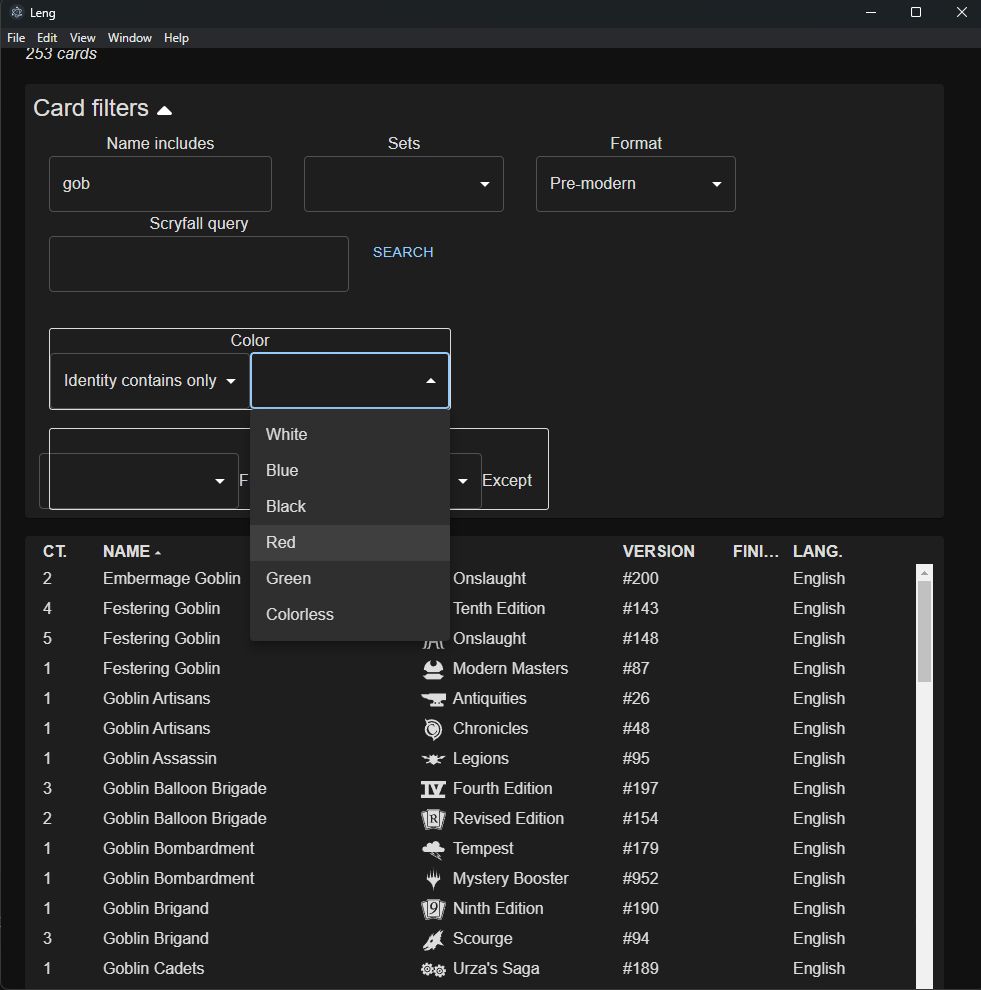 Leng
File Edit View Window Help
253 cards
Card filters
Name includes Sets Format
gob Pre-modern
Scryfall query
SEARCH
Color
Identity contains only
White
Blue
Black
Red
Green
Colorless
F Except
CT. NAME VERSION FINI... LANG.
2 Embermage Goblin Onslaught #200 English
4 Festering Goblin Tenth Edition #143 English
5 Festering Goblin Onslaught #148 English
1 Festering Goblin Modern Masters #87 English
1 Goblin Artisans Antiquities #26 English
1 Goblin Artisans Chronicles #48 English
1 Goblin Assassin Legions #95 English
3 Goblin Balloon Brigade IV Fourth Edition #197 English
2 Goblin Balloon Brigade R Revised Edition #154 English
1 Goblin Bombardment Tempest #179 English
1 Goblin Bombardment Mystery Booster #952 English
1 Goblin Brigand 9 Ninth Edition #190 English
3 Goblin Brigand Scourge #94 English
1 Goblin Cadets Urza's Saga #189 English